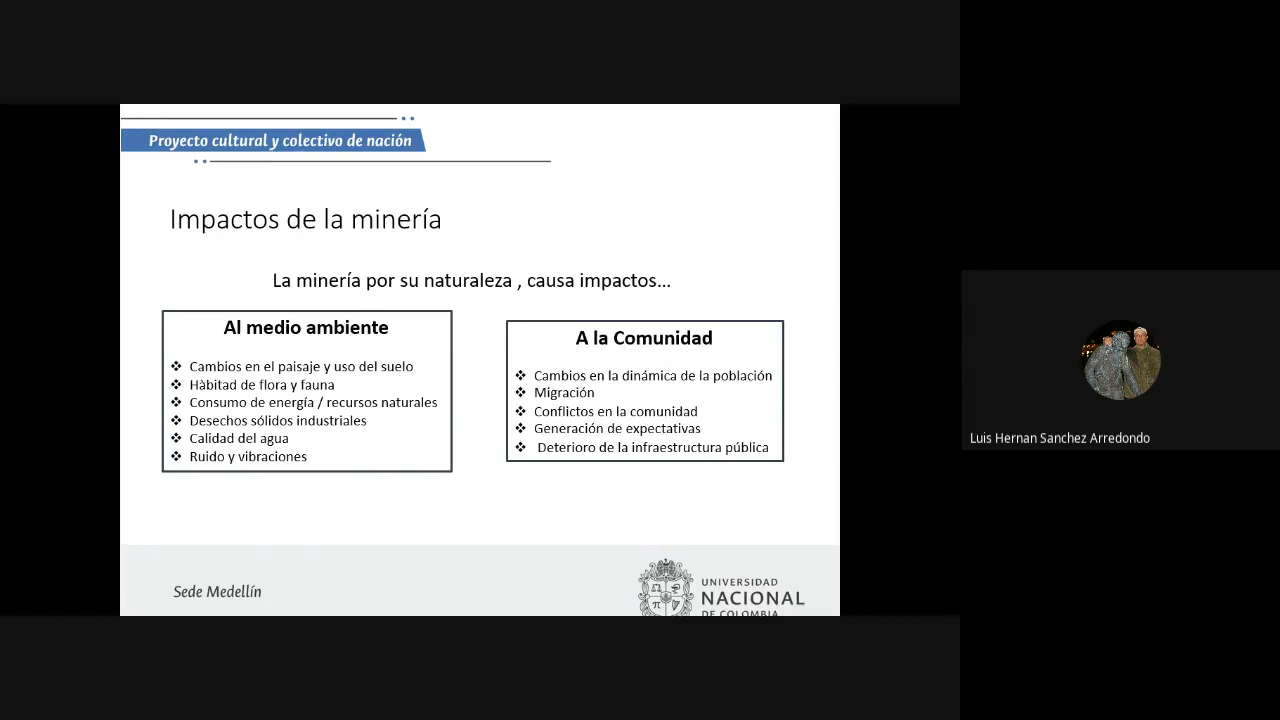 Proyecto cultural y colectivo de nación
Impactos de la minería
La minería por su naturaleza , causa impactos...
Al medio ambiente
❖ Cambios en el paisaje y uso del suelo
❖ Hàbitad de flora y fauna
❖ Consumo de energía / recursos naturales
❖ Desechos sólidos industriales
❖ Calidad del agua
❖ Ruido y vibraciones
A la Comunidad
❖ Cambios en la dinámica de la población
❖ Migración
❖ Conflictos en la comunidad
❖ Generación de expectativas
❖ Deterioro de la infraestructura pública
Sede Medellín
UNIVERSIDAD
NACIONAL
DE COLOMBIA
Luis Hernan Sanchez Arredondo